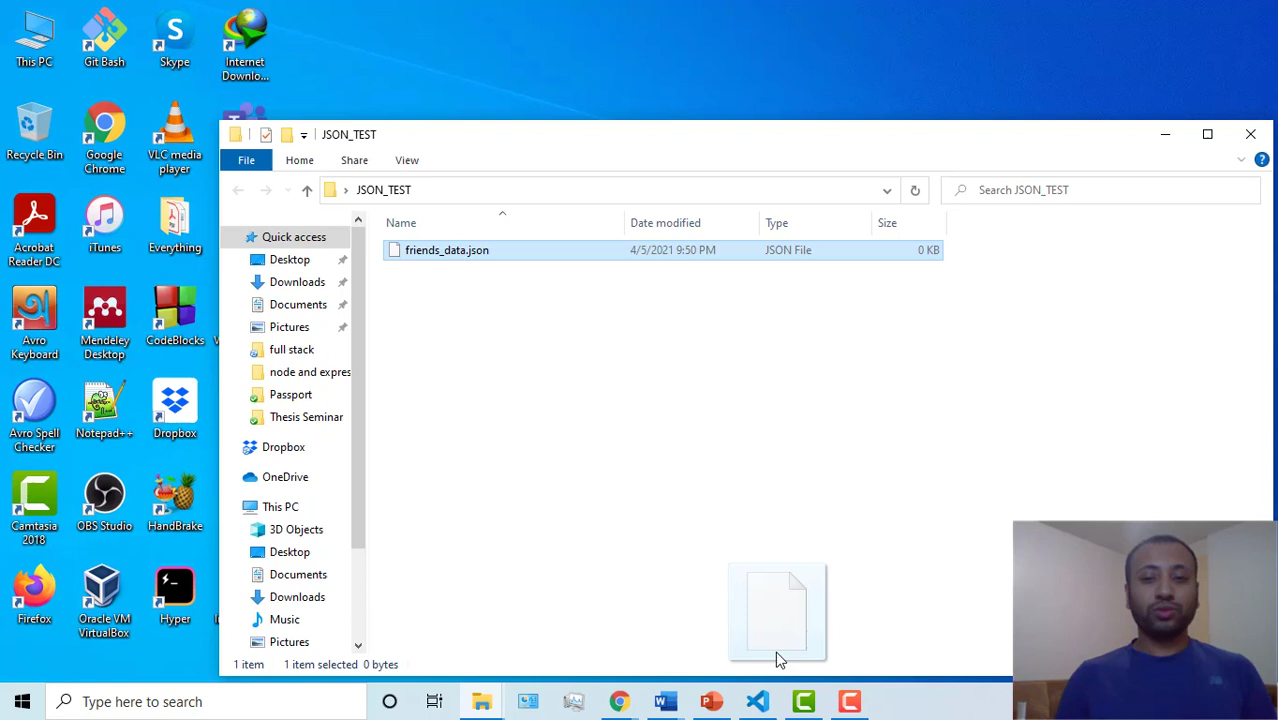 This PC
Git Bash
Skype
Internet
Downlo...
Recycle Bin
Google
Chrome
VLC media
player
JSON_TEST
File
Home
Share
View
JSON_TEST
Search JSON_TEST
Name
Date modified
Type
Size
friends_data.json
4/5/2021 9:50 PM
JSON File
0 KB
Acrobat
Reader DC
iTunes
Everything
Avro
Keyboard
Mendeley
Desktop
CodeBlocks
Avro Spell
Checker
Notepad++
Dropbox
Camtasia
2018
OBS Studio
HandBrake
Firefox
Oracle VM
VirtualBox
Hyper
Quick access
Desktop
Downloads
Documents
Pictures
full stack
node and expres
Passport
Thesis Seminar
Dropbox
OneDrive
This PC
3D Objects
Desktop
Documents
Downloads
Music
Pictures
1 item
1 item selected
0 bytes
Type here to search